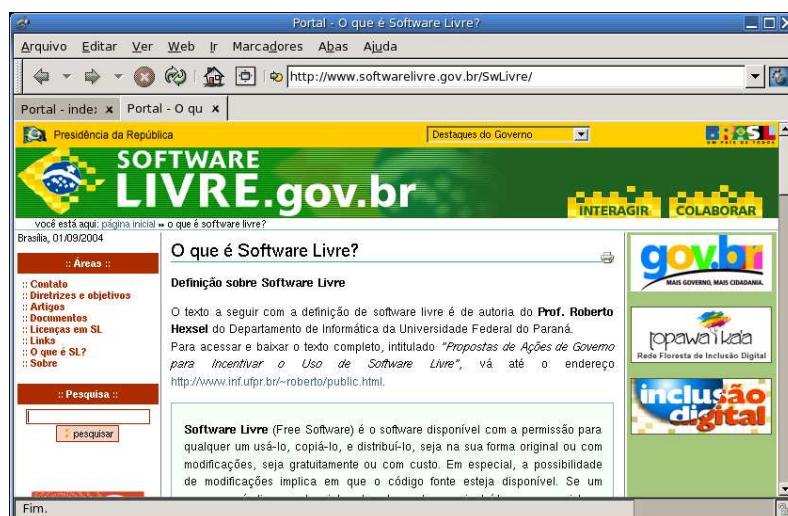 Portal - O que é Software Livre?
Arquivo Editar Ver Web Ir Marcadores Abas Ajuda
http://www.softwarelivre.gov.br/SwLivre/
Portal - inde: x Portal - O qu x
Presidência da República Destaques do Governo BRASIL
UM PAÍS DE TODOS
SOFTWARE
LIVRE.gov.br
INTERAGIR COLABORAR
você está aqui: página inicial » o que é software livre?
Brasília, 01/09/2004
:: Áreas ::
:: Contato
:: Diretrizes e objetivos
:: Artigos
:: Documentos
:: Licenças em SL
:: Links
:: O que é SL?
:: Sobre
:: Pesquisa ::
:: pesquisar
O que é Software Livre?
Definição sobre Software Livre
O texto a seguir com a definição de software livre é de autoria do Prof. Roberto
Hexsel do Departamento de Informática da Universidade Federal do Paraná.
Para acessar e baixar o texto completo, intitulado "Propostas de Ações de Governo
para Incentivar o Uso de Software Livre", vá até o endereço
http://www.inf.ufpr.br/~roberto/public.html.
Software Livre (Free Software) é o software disponível com a permissão para
qualquer um usá-lo, copiá-lo, e distribuí-lo, seja na sua forma original ou com
modificações, seja gratuitamente ou com custo. Em especial, a possibilidade
de modificações implica em que o código fonte esteja disponível. Se um
gov.br
MAIS GOVERNO, MAIS CIDADANIA.
Rede Floresta de Inclusão Digital
inclusão
digital
Fim.